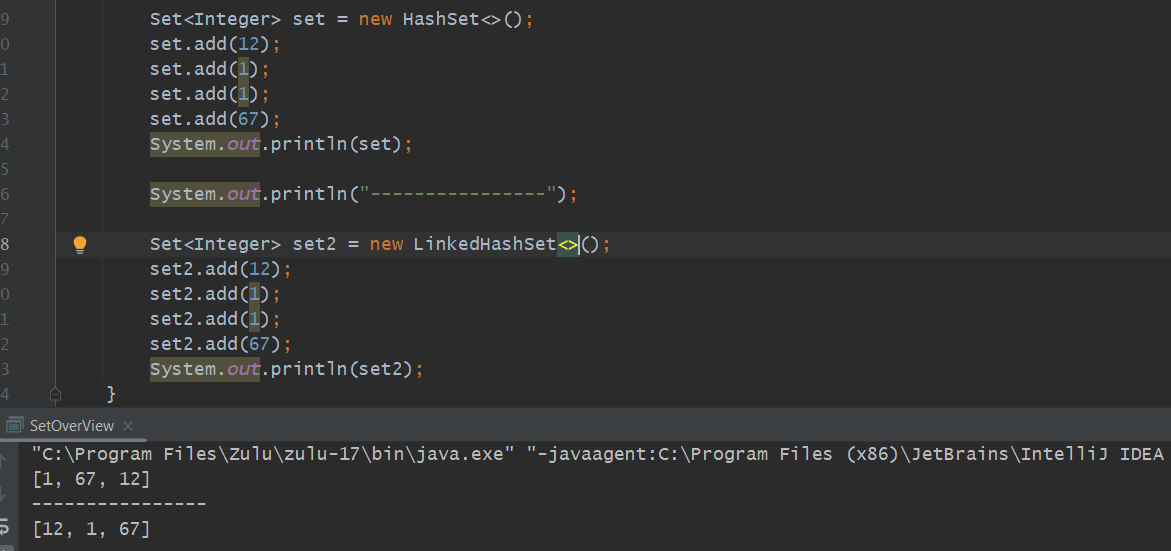 9 Set<Integer> set = new HashSet<>();
0 set.add(12);
1 set.add(1);
2 set.add(1);
3 set.add(67);
4 System.out.println(set);
5
6 System.out.println("----------------");
7
8 Set<Integer> set2 = new LinkedHashSet<>();
9 set2.add(12);
0 set2.add(1);
1 set2.add(1);
2 set2.add(67);
3 System.out.println(set2);
4 }
SetOverView ×
"C:\Program Files\Zulu\zulu-17\bin\java.exe" "-javaagent:C:\Program Files (x86)\JetBrains\IntelliJ IDEA
[1, 67, 12]
----------------
[12, 1, 67]